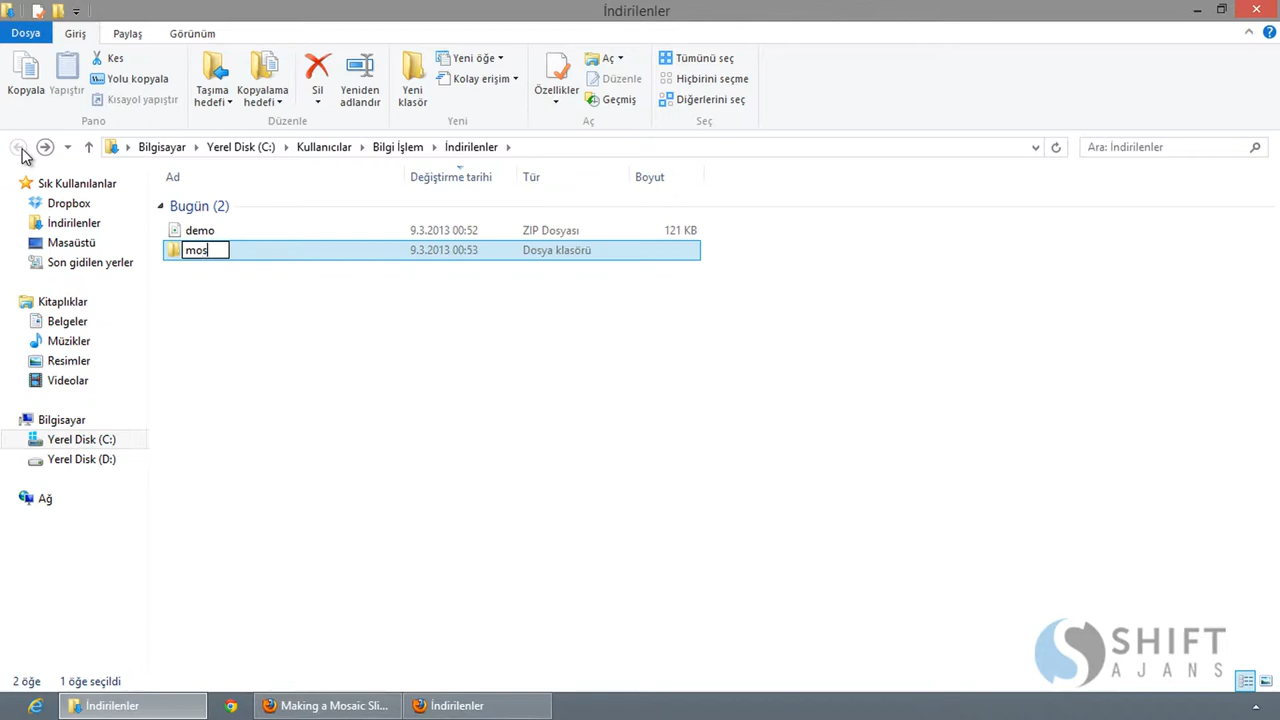 İndirilenler
Dosya
Giriş
Paylaş
Görünüm
Kopyala
Yapıştır
Kes
Yolu kopyala
Kısayol yapıştır
Pano
Taşıma hedefi
Kopyalama hedefi
Sil
Yeniden adlandır
Düzenle
Yeni klasör
Yeni öğe
Kolay erişim
Yeni
Özellikler
Aç
Düzenle
Geçmiş
Aç
Tümünü seç
Hiçbirini seçme
Diğerlerini seç
Seç
Bilgisayar
Yerel Disk (C:)
Kullanıcılar
Bilgi İşlem
İndirilenler
Ara: İndirilenler
Sık Kullanılanlar
Dropbox
İndirilenler
Masaüstü
Son gidilen yerler
Kitaplıklar
Belgeler
Müzikler
Resimler
Videolar
Bilgisayar
Yerel Disk (C:)
Yerel Disk (D:)
Ağ
Ad Değiştirme tarihi Tür Boyut
Bugün (2)
demo 9.3.2013 00:52 ZIP Dosyası 121 KB
mos 9.3.2013 00:53 Dosya klasörü
SHIFT
AJANS
2 öğe 1 öğe seçildi
İndirilenler
Making a Mosaic Sli...
İndirilenler